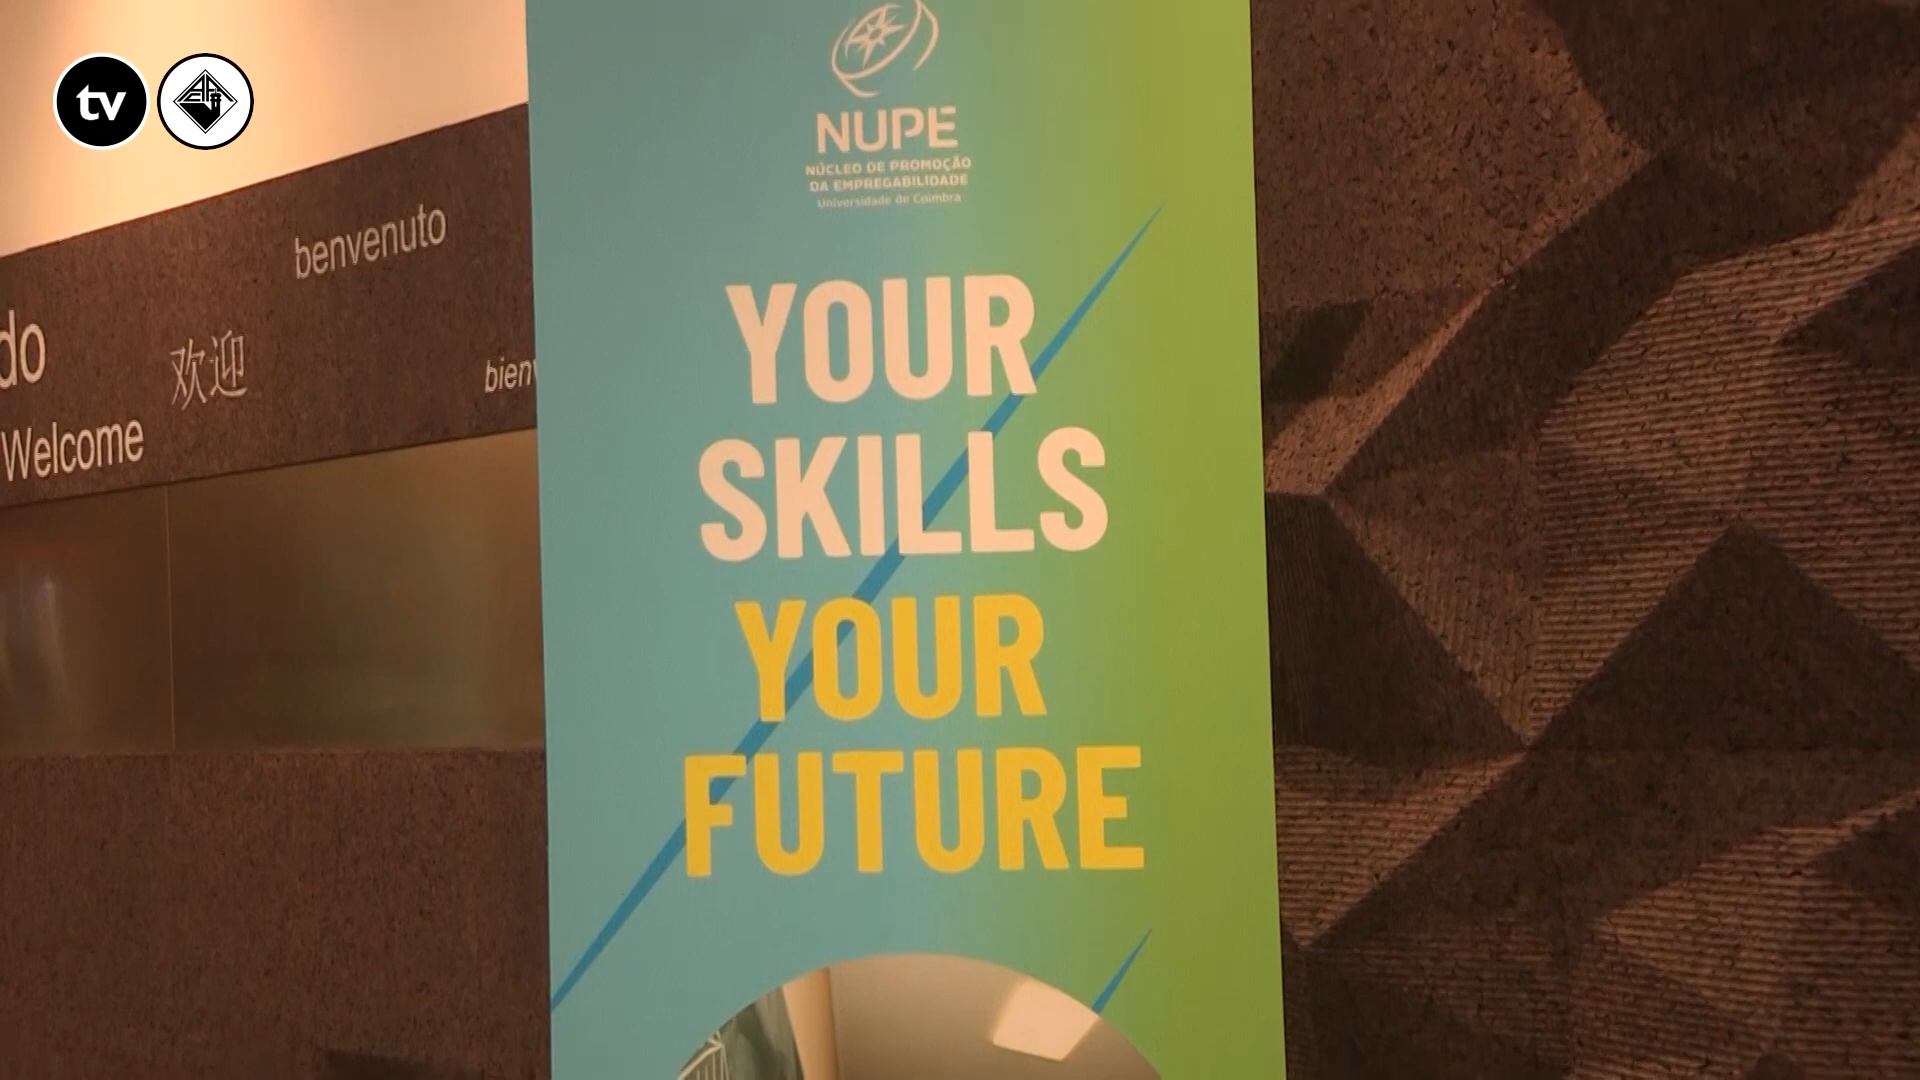 tv
NUPE
NÚCLEO DE PROMOÇÃO
DA EMPREGABILIDADE
Universidade de Coimbra
YOUR
SKILLS
YOUR
FUTURE
benvenuto
do
欢迎
bienv
Welcome